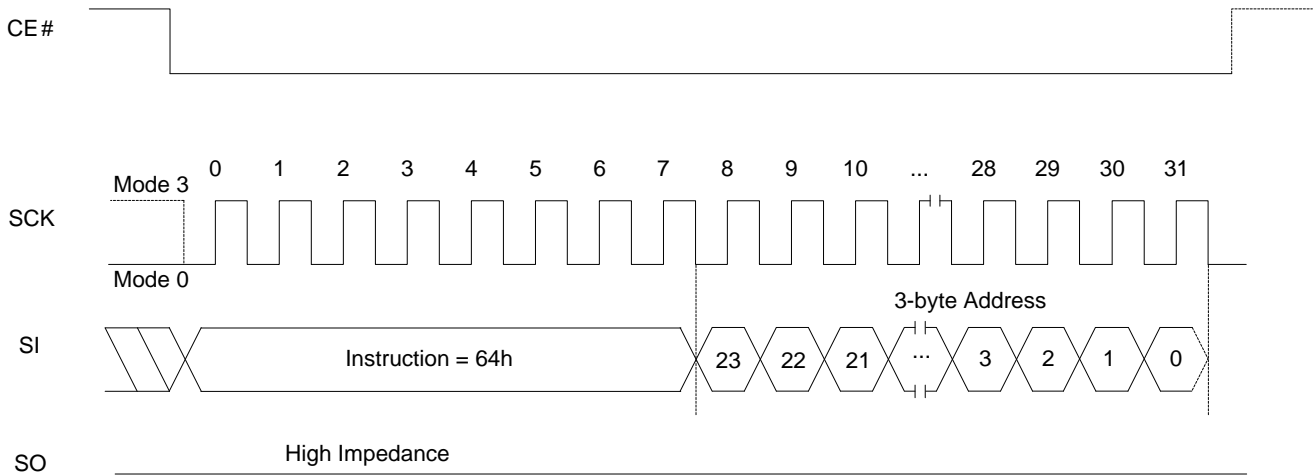 CE#
0 1 2 3 4 5 6 7 8 9 10 ... 28 29 30 31
Mode 3
SCK
Mode 0
3-byte Address
SI
Instruction = 64h
23 22 21 ... 3 2 1 0
High Impedance
SO